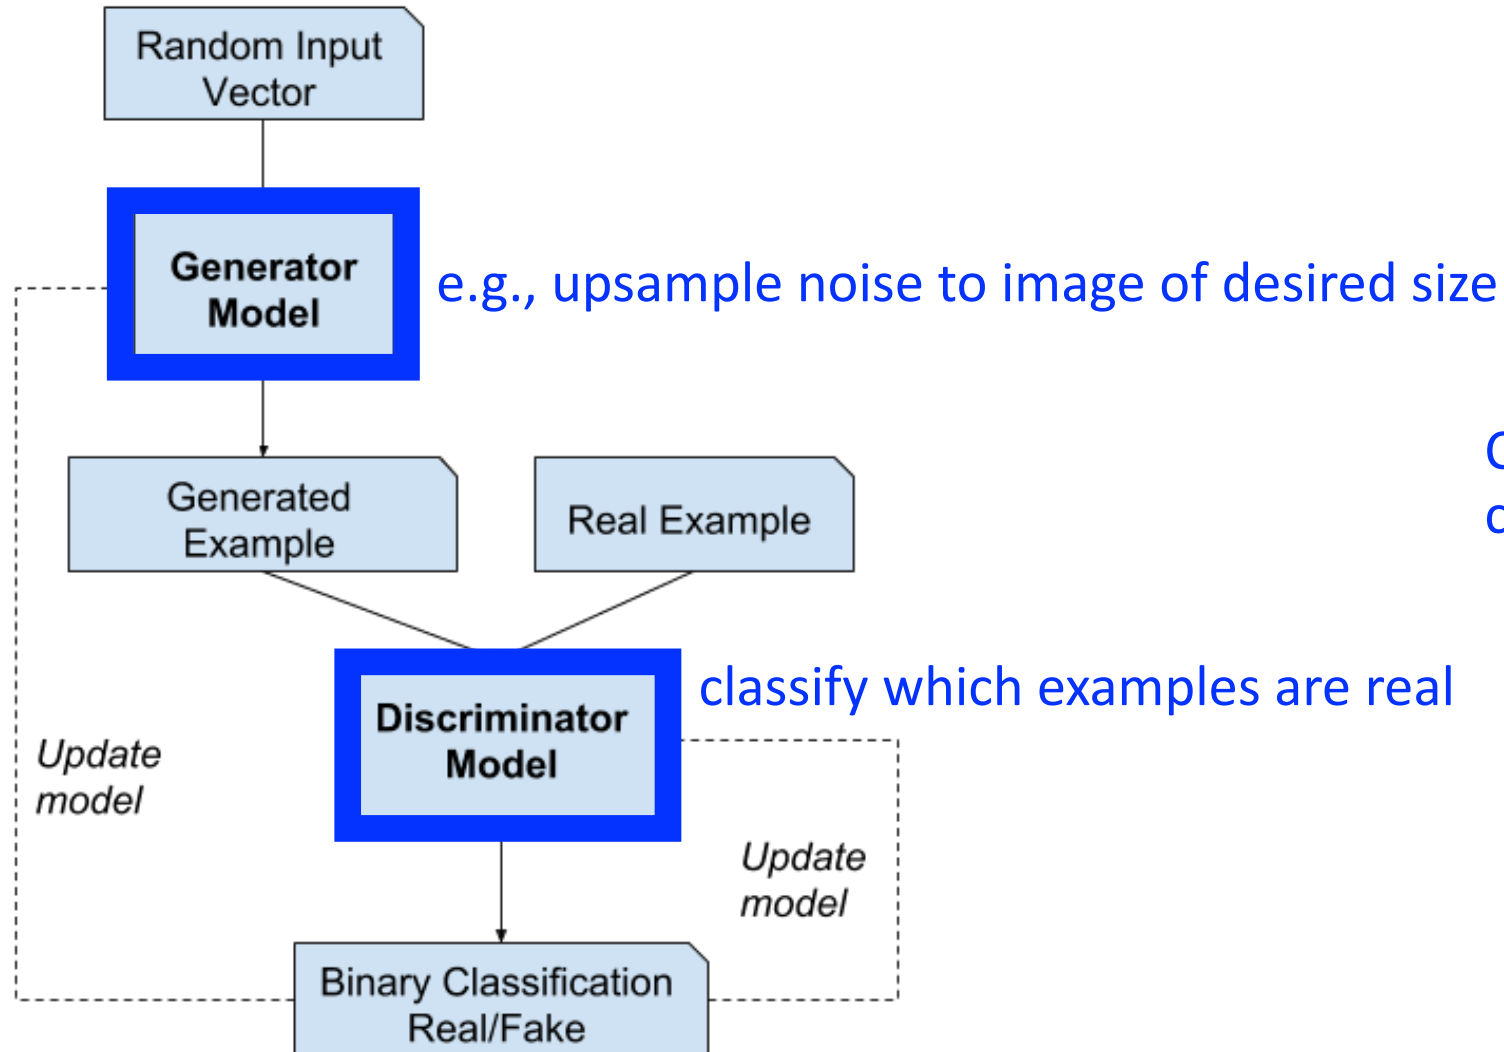 Random Input
Vector
Generator
Model
e.g., upsample noise to image of desired size
Generated
Example
Real Example
Discriminator
Model
classify which examples are real
Update
model
Update
model
Binary Classification
Real/Fake